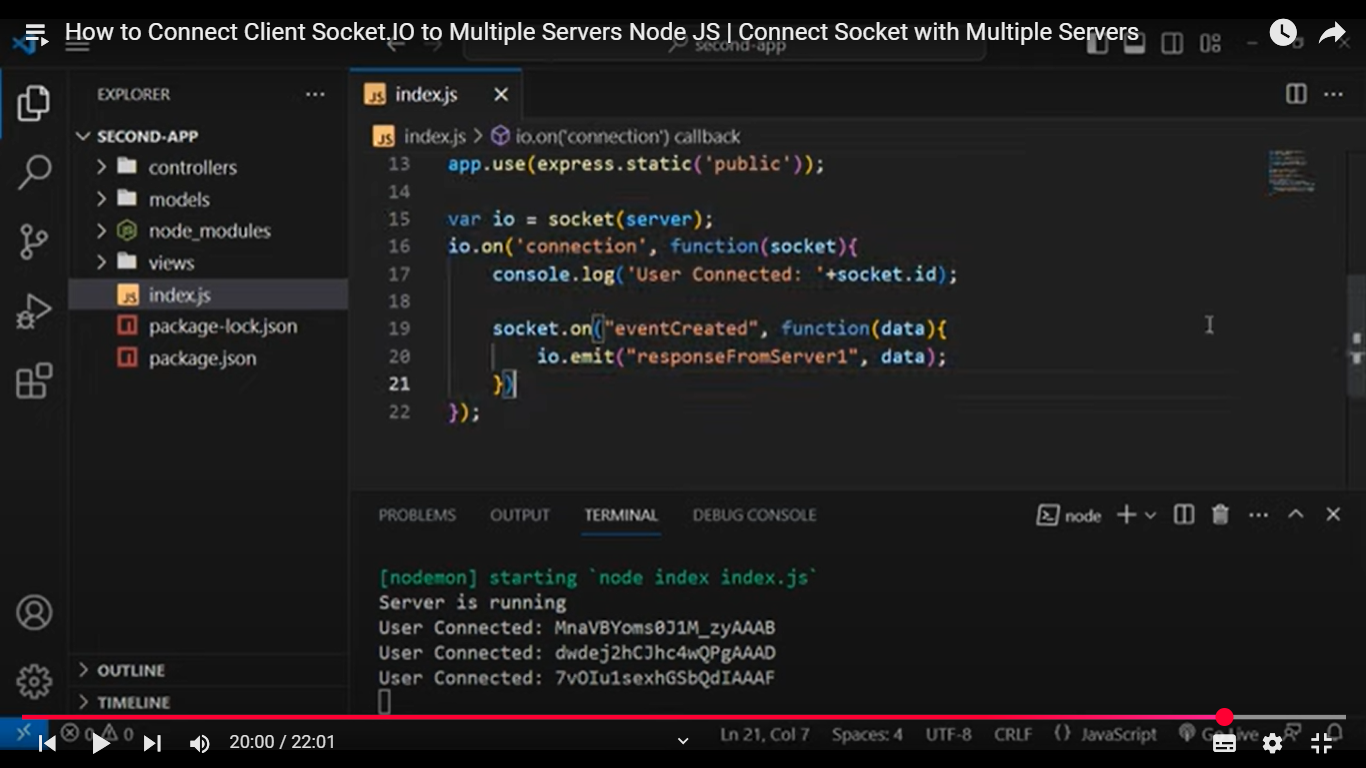 How to Connect Client Socket.IO to Multiple Servers Node JS | Connect Socket with Multiple Servers
second-app
EXPLORER
SECOND-APP
controllers
models
node_modules
views
index.js
package-lock.json
package.json
OUTLINE
TIMELINE
index.js
index.js > io.on('connection') callback
13 app.use(express.static('public'));
14
15 var io = socket(server);
16 io.on('connection', function(socket){
17 console.log('User Connected: '+socket.id);
18
19 socket.on("eventCreated", function(data){
20 io.emit("responseFromServer1", data);
21 })
22 });
PROBLEMS OUTPUT TERMINAL DEBUG CONSOLE
node
[nodemon] starting `node index index.js`
Server is running
User Connected: MnaVBYoms0J1M_zyAAAB
User Connected: dwdej2hCJhc4wQPgAAAD
User Connected: 7vOIu1sexhGSbQdIAAAF
0 0
20:00 / 22:01
Ln 21, Col 7 Spaces: 4 UTF-8 CRLF {} JavaScript Go Live